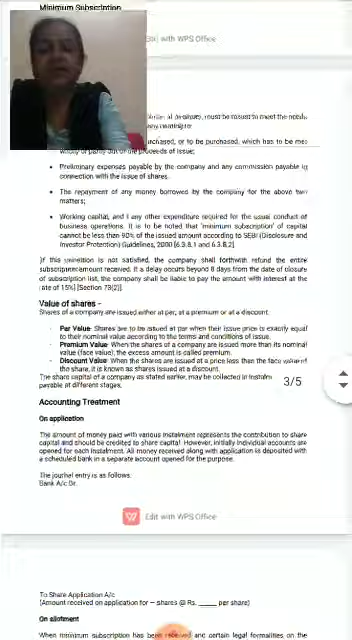 Minimum Subscription
Edit with WPS Office
must be
to meet the needs
urchased, or to be purchased, which has to be met
wholly or partly out of the proceeds of issue;
• Preliminary expenses payable by the company and any commission payable in
connection with the issue of shares.
• The repayment of any money borrowed by the company for the above two
matters;
• Working capital; and l any other expenditure required for the usual conduct of
business operations. It is to be noted that 'minimum subscription' of capital
cannot be less than 90% of the issued amount according to SEBI (Disclosure and
Investor Protection) Guidelines, 2000 [6.3.8.1 and 6.3.8.2]
If this condition is not satisfied, the company shall forthwith refund the entire
subscription amount received. If a delay occurs beyond 8 days from the date of closure
of subscription list, the company shall be liable to pay the amount with interest at the
rate of 15% [Section 73(2)].
Value of shares -
Shares of a company are issued either at par, at a premium or at a discount.
- Par Value- Shares are to be issued at par when their issue price is exactly equal
to their nominal value according to the terms and conditions of issue.
- Premium Value- When the shares of a company are issued more than its nominal
value (face value), the excess amount is called premium.
- Discount Value- When the shares are issued at a price less than the face value of
the share, it is known as shares issued at a discount.
The share capital of a company as stated earlier, may be collected in instalm
payable at different stages.
3/5
Accounting Treatment
On application
The amount of money paid with various instalment represents the contribution to share
capital and should be credited to share capital. However, initially individual accounts are
opened for each instalment. All money received along with application is deposited with
a scheduled bank in a separate account opened for the purpose.
The journal entry is as follows:
Bank A/c Dr.
Edit with WPS Office
To Share Application A/c
(Amount received on application for — shares @ Rs. _____ per share)
On allotment
When minimum subscription has been received and certain legal formalities on the